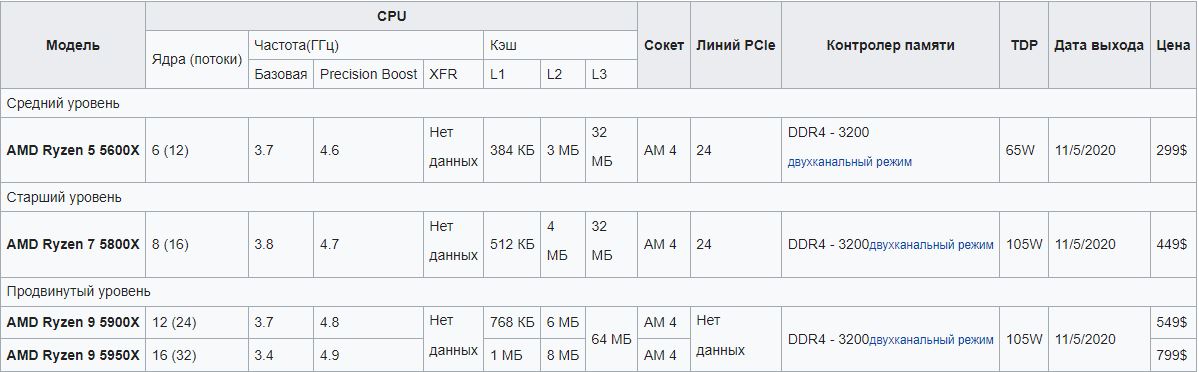 CPU
Модель
Ядра (потоки)
Частота(ГГц)
Кэш
Сокет
Линий PCIe
Контролер памяти
TDP
Дата выхода
Цена
Базовая
Precision Boost
XFR
L1
L2
L3
Средний уровень
AMD Ryzen 5 5600X
6 (12)
3.7
4.6
Нет
данных
384 КБ
3 МБ
32
МБ
AM 4
24
DDR4 - 3200
двухканальный режим
65W
11/5/2020
299$
Старший уровень
AMD Ryzen 7 5800X
8 (16)
3.8
4.7
Нет
данных
512 КБ
4
МБ
32
МБ
AM 4
24
DDR4 - 3200двухканальный режим
105W
11/5/2020
449$
Продвинутый уровень
AMD Ryzen 9 5900X
12 (24)
3.7
4.8
Нет
данных
768 КБ
6 МБ
64 МБ
AM 4
Нет
данных
DDR4 - 3200двухканальный режим
105W
11/5/2020
549$
AMD Ryzen 9 5950X
16 (32)
3.4
4.9
1 МБ
8 МБ
AM 4
799$